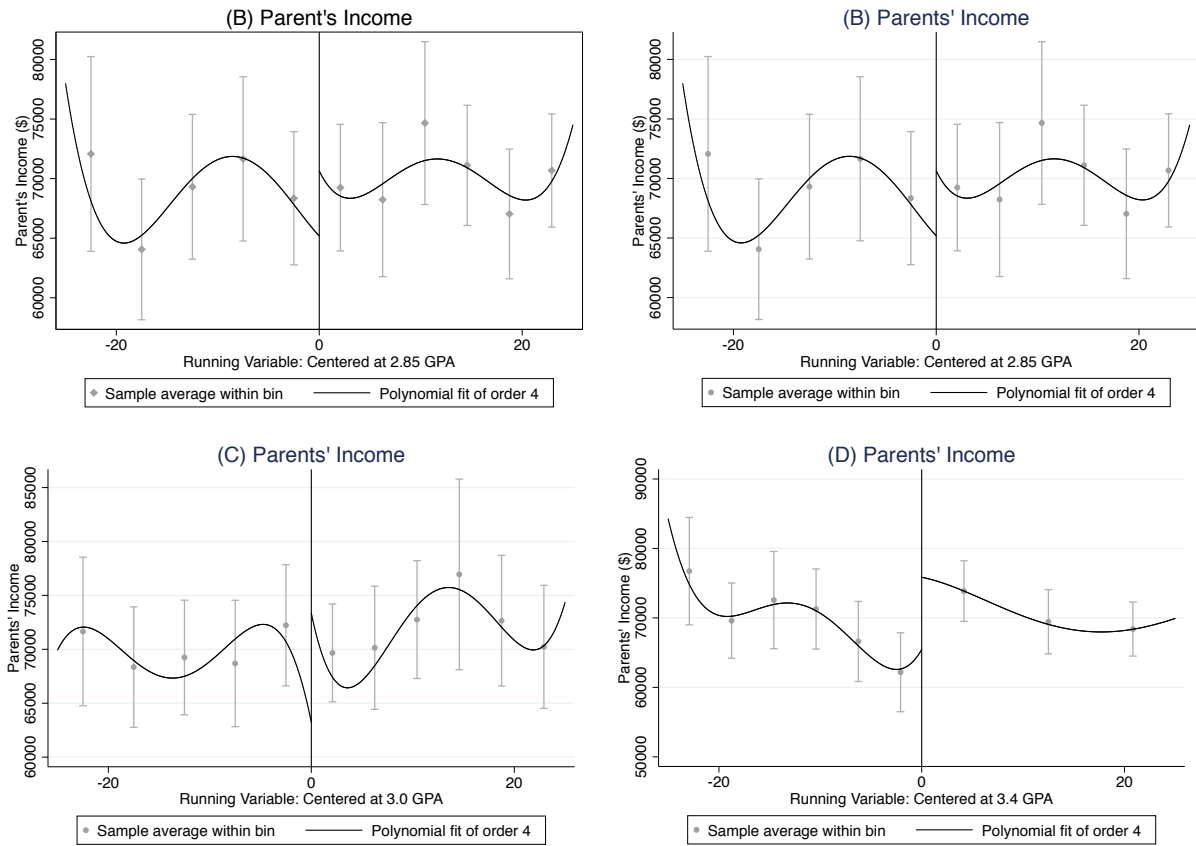 (B) Parent's Income
Parent's Income ($)
80000
75000
70000
65000
60000
-20 0 20
Running Variable: Centered at 2.85 GPA
Sample average within bin Polynomial fit of order 4
(B) Parents' Income
Parents' Income ($)
80000
75000
70000
65000
60000
-20 0 20
Running Variable: Centered at 2.85 GPA
Sample average within bin Polynomial fit of order 4
(C) Parents' Income
Parents' Income
85000
80000
75000
70000
65000
60000
-20 0 20
Running Variable: Centered at 3.0 GPA
Sample average within bin Polynomial fit of order 4
(D) Parents' Income
Parents' Income ($)
90000
80000
70000
60000
50000
-20 0 20
Running Variable: Centered at 3.4 GPA
Sample average within bin Polynomial fit of order 4